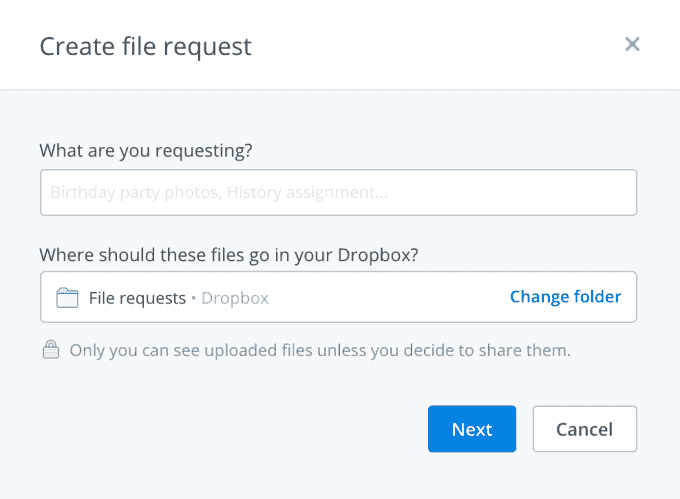 Create file request
What are you requesting?
Birthday party photos, History assignment...
Where should these files go in your Dropbox?
File requests • Dropbox Change folder
Only you can see uploaded files unless you decide to share them.
Next Cancel